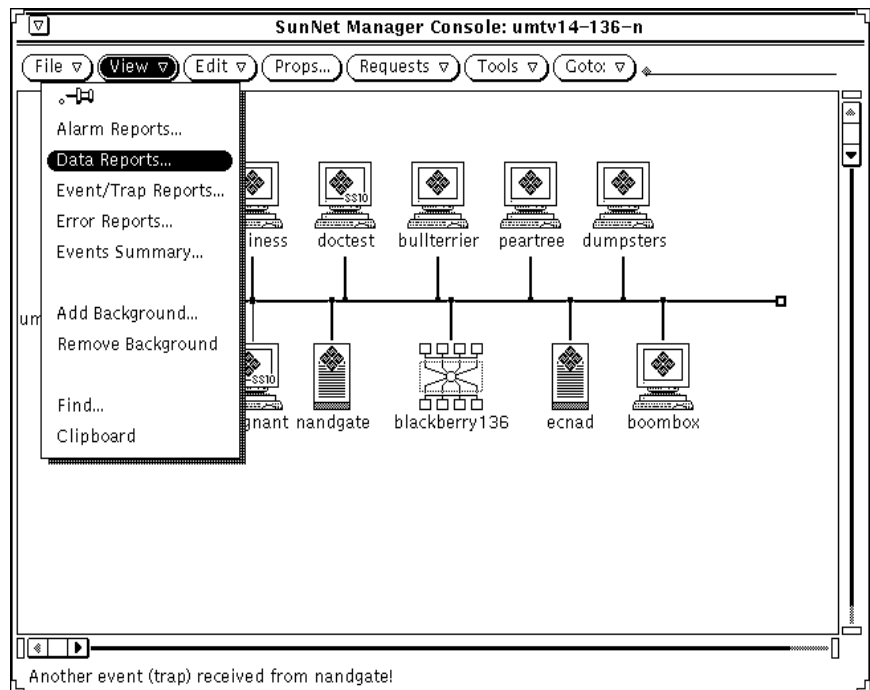 SunNet Manager Console: umtv14-136-n
File View Edit Props... Requests Tools Goto:
Alarm Reports...
Data Reports...
Event/Trap Reports...
Error Reports...
Events Summary...
Add Background...
Remove Background
Find...
Clipboard
SS10
iness doctest bullterrier peartree dumpsters
um
SS10
gnant nandgate blackberry136 ecnad boombox
Another event (trap) received from nandgate!